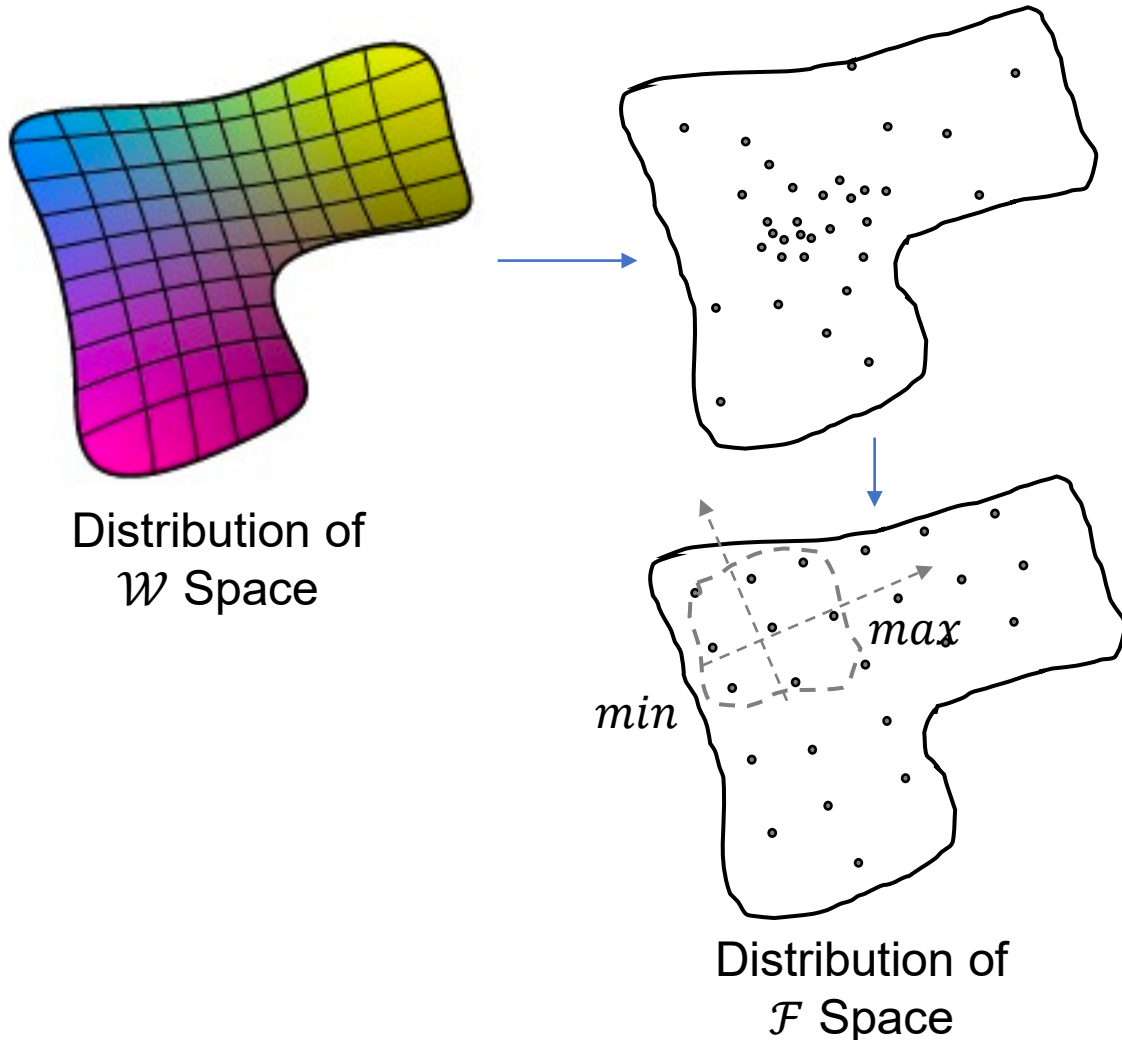 Distribution of
𝒲 Space
max
min
Distribution of
ℱ Space